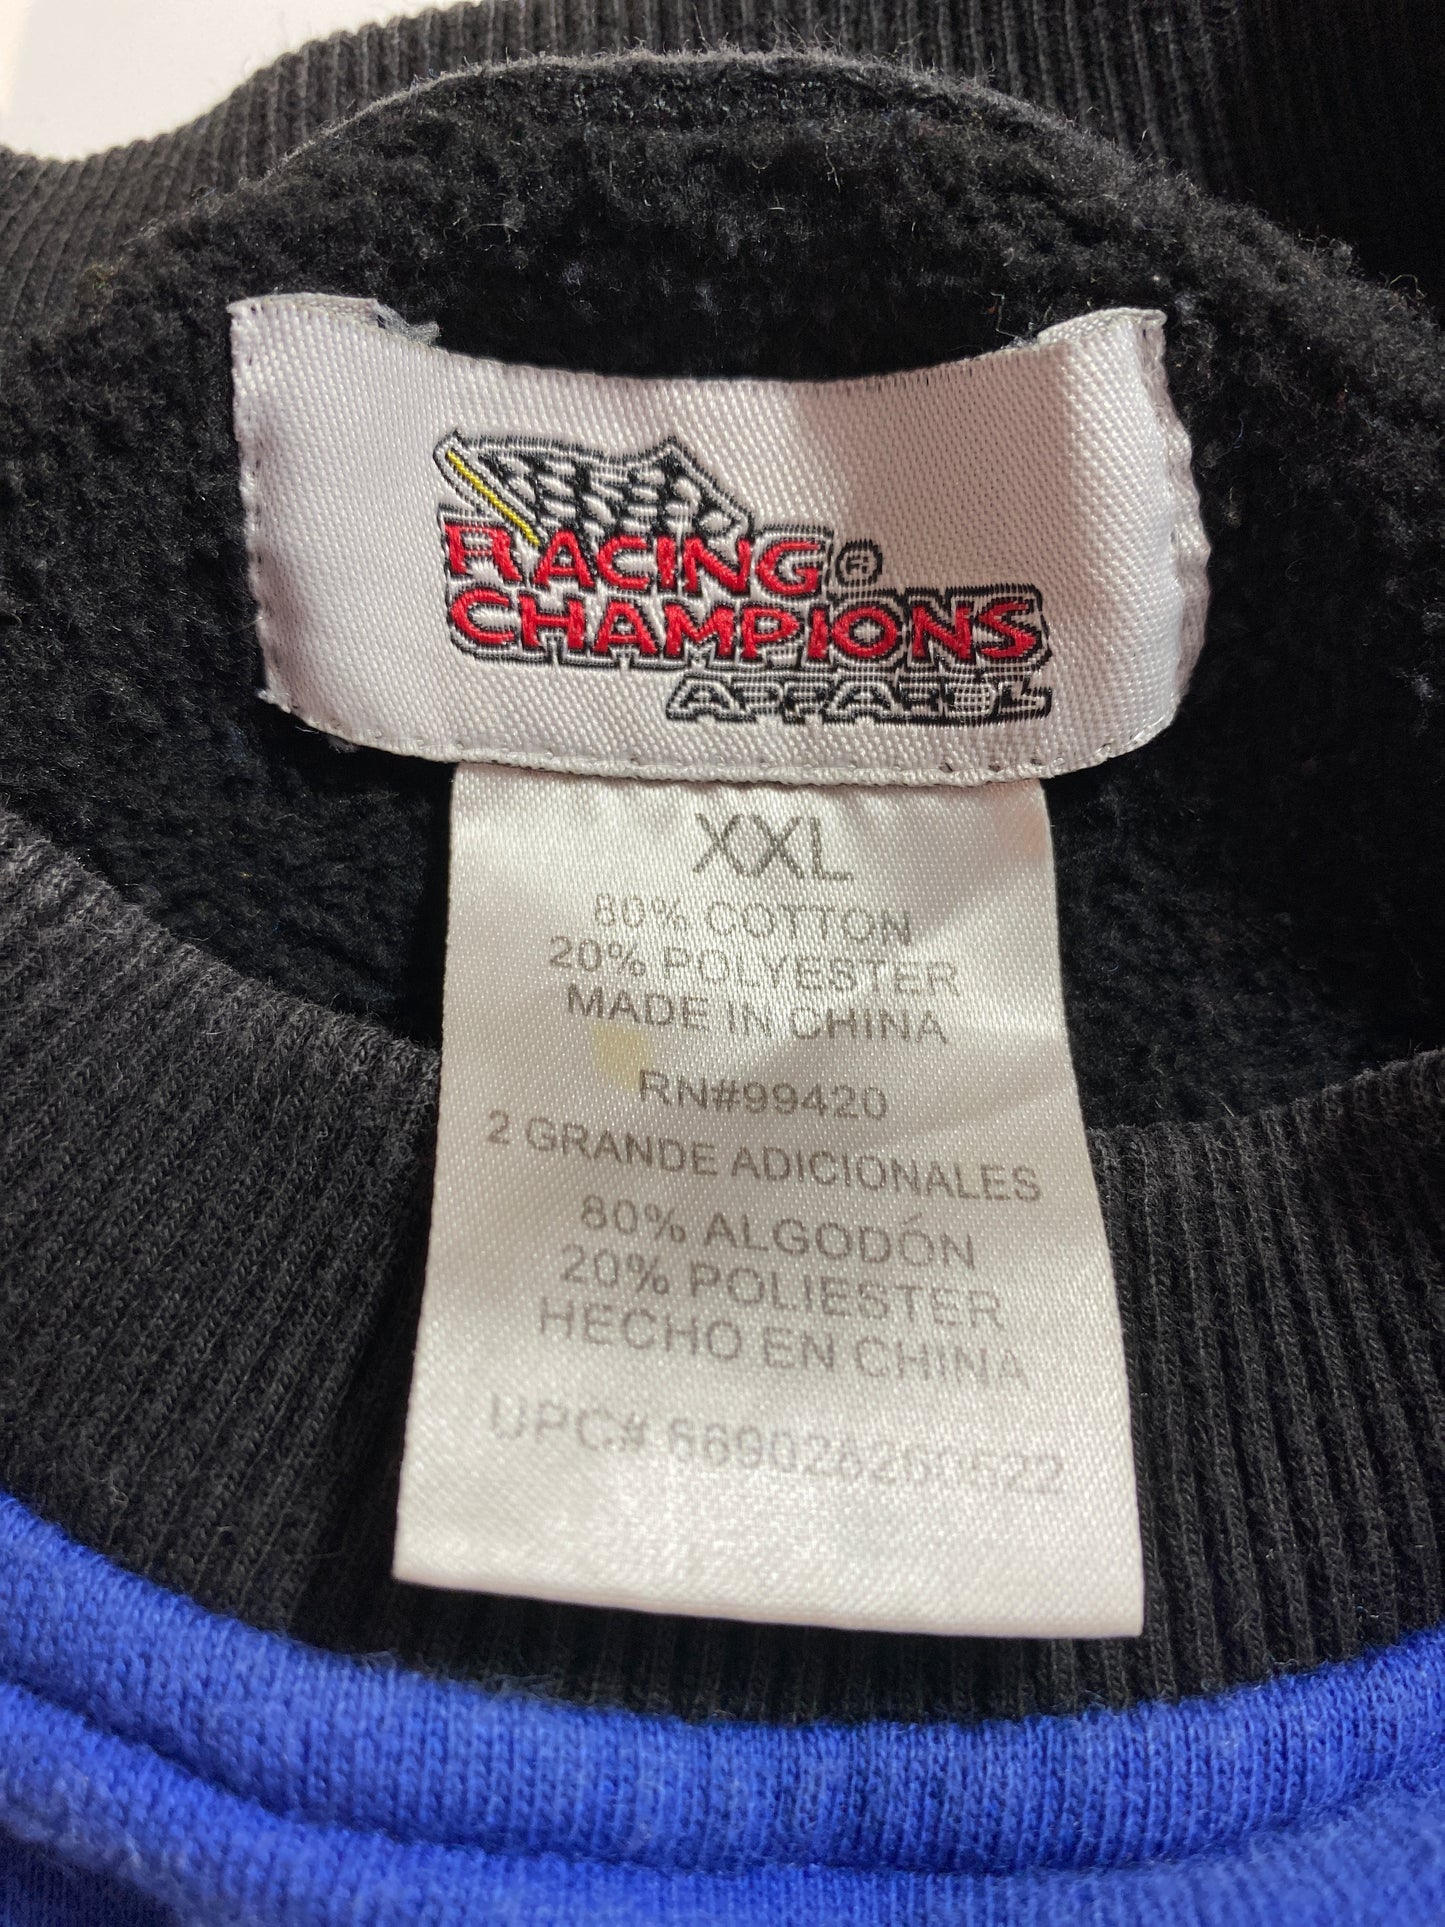 RACING ®
CHAMPIONS
APPAREL
XXL
80% COTTON
20% POLYESTER
MADE IN CHINA
RN#99420
2 GRANDE ADICIONALES
80% ALGODÓN
20% POLIESTER
HECHO EN CHINA
UPC#